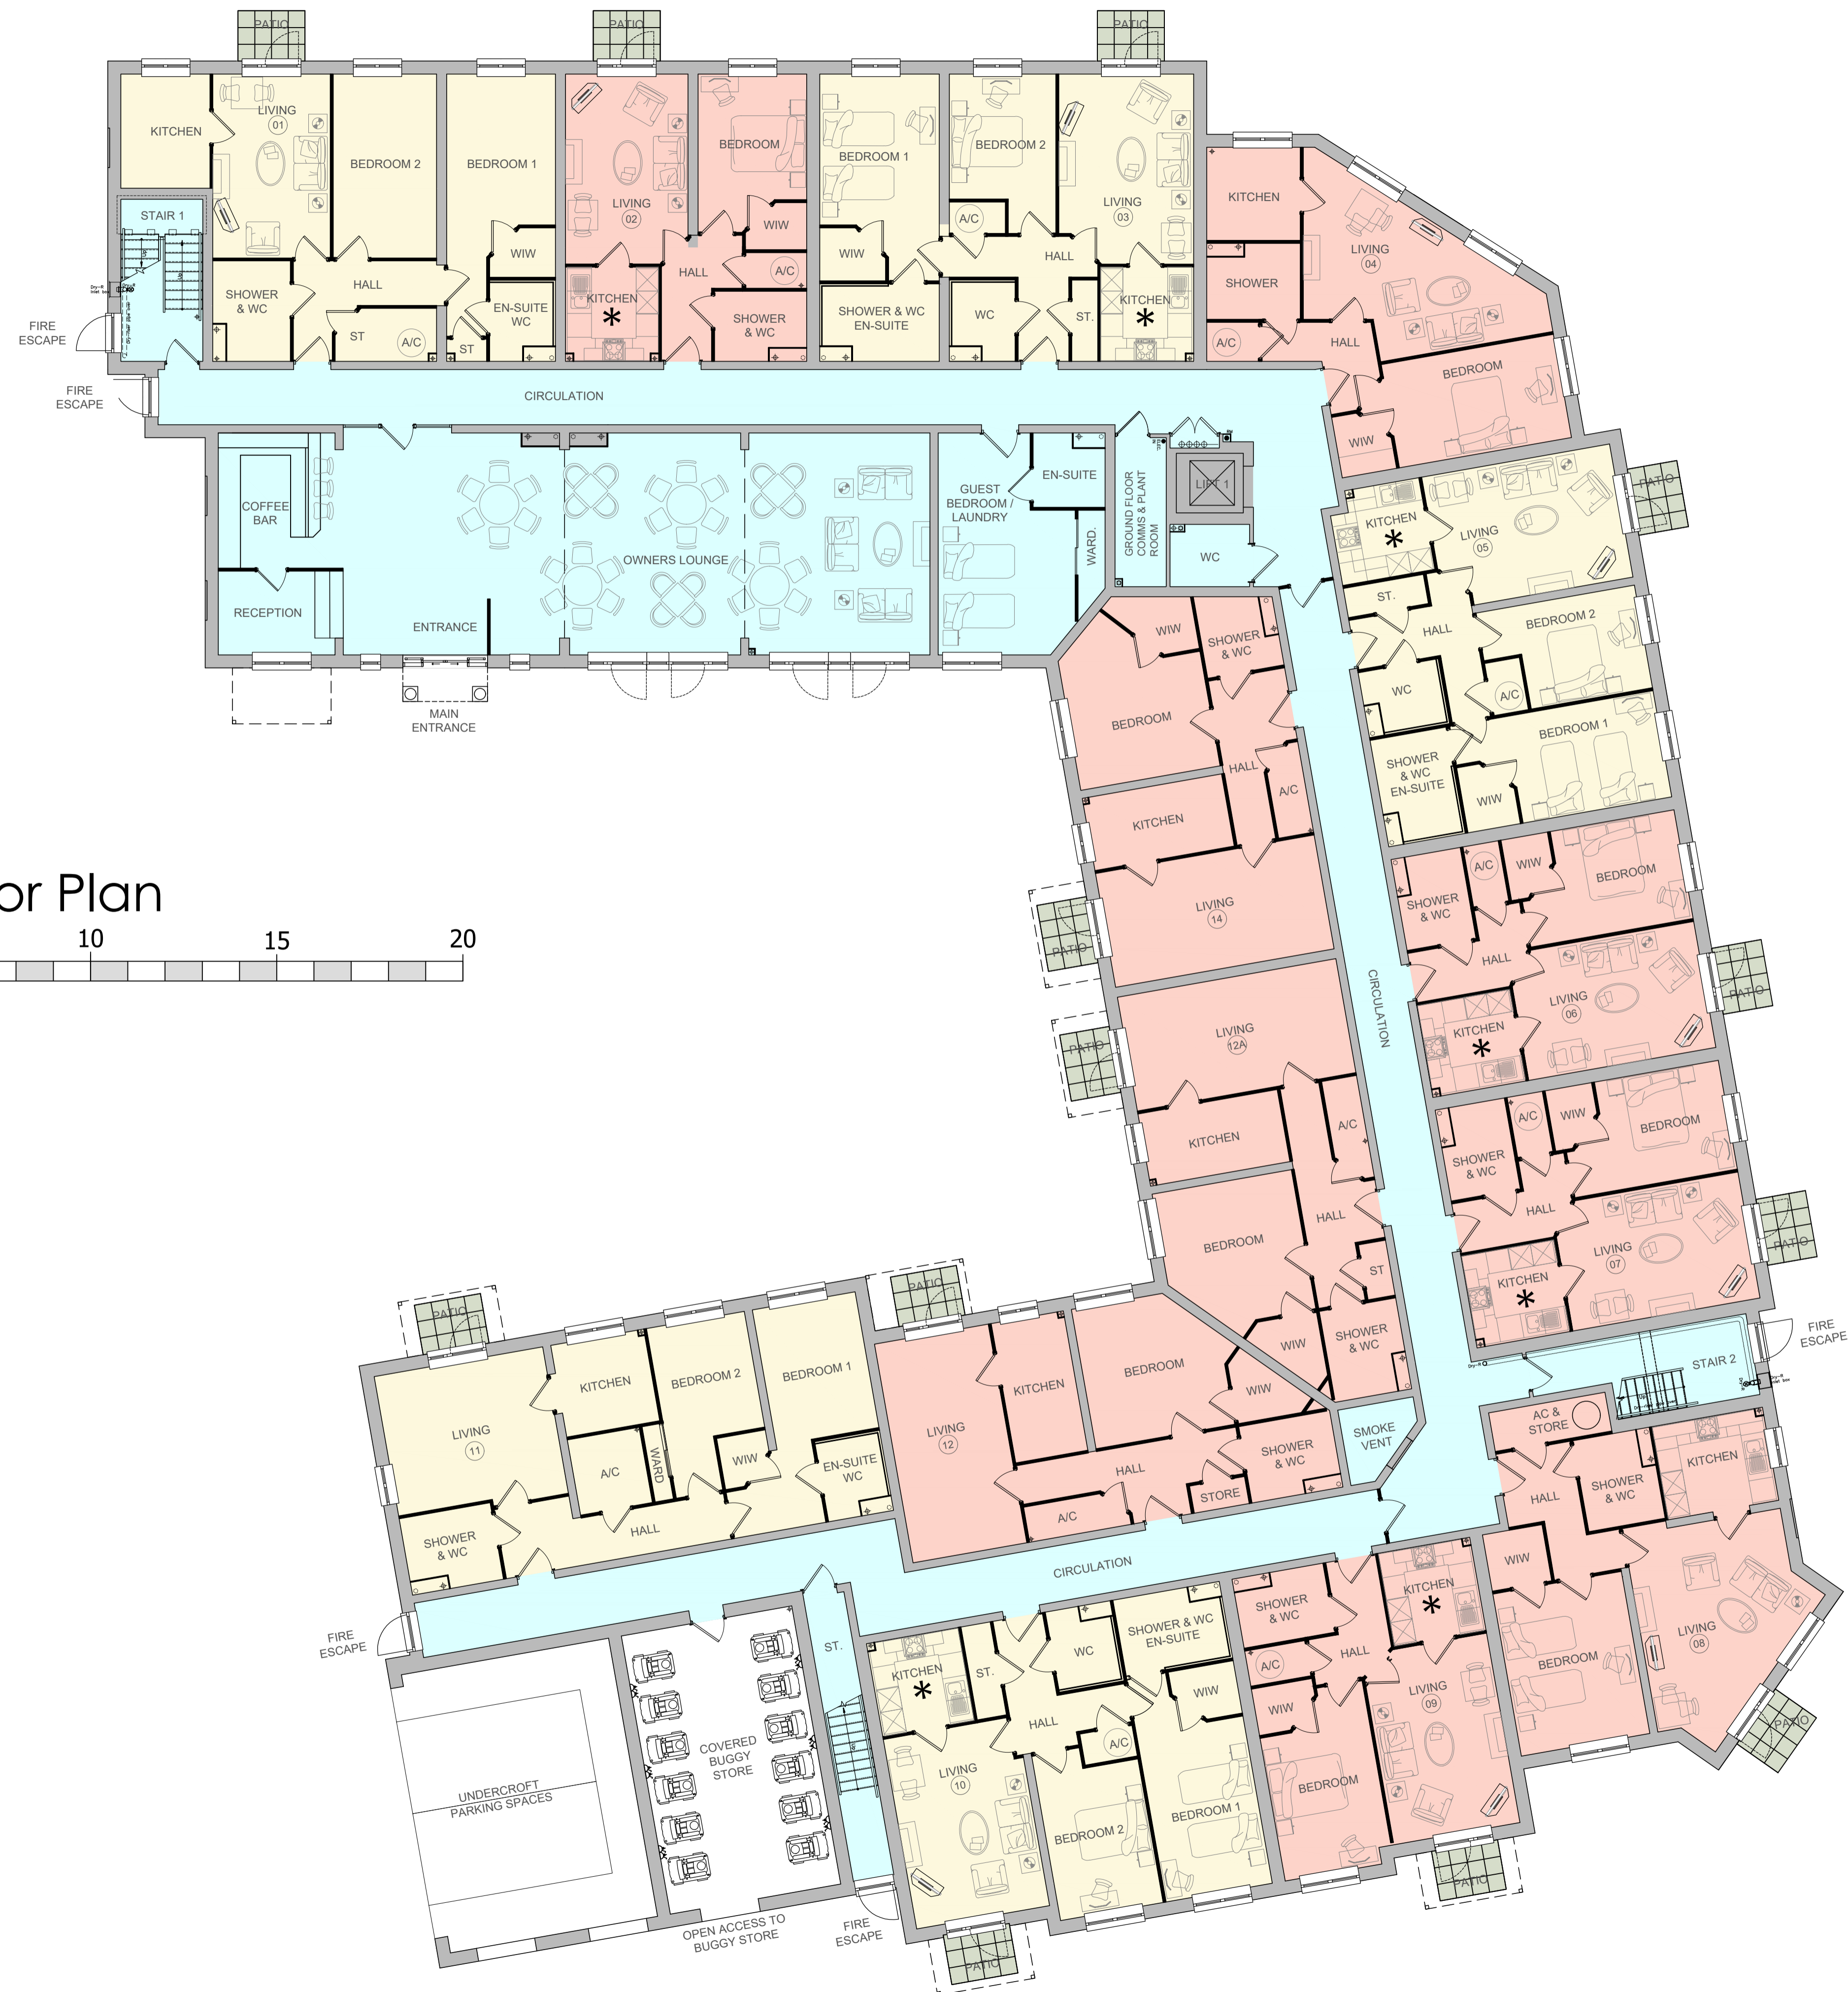 PATIO
PATIO
PATIO
KITCHEN
LIVING
01
BEDROOM 2
BEDROOM 1
WIW
EN-SUITE
WC
ST
STAIR 1
SHOWER
& WC
HALL
ST
A/C
Dry-R
Inlet box
FIRE
ESCAPE
FIRE
ESCAPE
LIVING
02
BEDROOM
WIW
A/C
HALL
KITCHEN
*
SHOWER
& WC
BEDROOM 1
BEDROOM 2
LIVING
03
A/C
WIW
HALL
SHOWER & WC
EN-SUITE
WC
ST.
KITCHEN
*
KITCHEN
LIVING
04
SHOWER
A/C
HALL
BEDROOM
WIW
CIRCULATION
COFFEE
BAR
RECEPTION
ENTRANCE
OWNERS LOUNGE
GUEST
BEDROOM /
LAUNDRY
EN-SUITE
WARD.
GROUND FLOOR
COMMS & PLANT
ROOM
LIFT 1
WC
MAIN
ENTRANCE
KITCHEN
*
LIVING
05
PATIO
ST.
HALL
BEDROOM 2
WC
A/C
BEDROOM 1
SHOWER
& WC
EN-SUITE
WIW
WIW
SHOWER
& WC
BEDROOM
HALL
A/C
KITCHEN
LIVING
14
PATIO
or Plan
10
15
20
SHOWER
& WC
A/C
WIW
BEDROOM
HALL
LIVING
06
KITCHEN
*
PATIO
CIRCULATION
LIVING
12A
PATIO
KITCHEN
A/C
BEDROOM
HALL
ST
WIW
SHOWER
& WC
SHOWER
& WC
A/C
WIW
BEDROOM
HALL
LIVING
07
KITCHEN
*
PATIO
FIRE
ESCAPE
STAIR 2
Dry-R
Dry-R
Inlet box
Up
PATIO
LIVING
11
KITCHEN
BEDROOM 2
BEDROOM 1
A/C
WARD
WIW
EN-SUITE
WC
SHOWER
& WC
HALL
PATIO
LIVING
12
KITCHEN
BEDROOM
WIW
HALL
SHOWER
& WC
STORE
A/C
SMOKE
VENT
AC &
STORE
KITCHEN
SHOWER
& WC
HALL
WIW
BEDROOM
LIVING
08
PATIO
CIRCULATION
FIRE
ESCAPE
UNDERCROFT
PARKING SPACES
COVERED
BUGGY
STORE
ST.
OPEN ACCESS TO
BUGGY STORE
FIRE
ESCAPE
KITCHEN
*
ST.
WC
SHOWER & WC
EN-SUITE
WIW
HALL
A/C
LIVING
10
BEDROOM 2
BEDROOM 1
PATIO
SHOWER
& WC
KITCHEN
*
A/C
HALL
WIW
LIVING
09
BEDROOM
PATIO